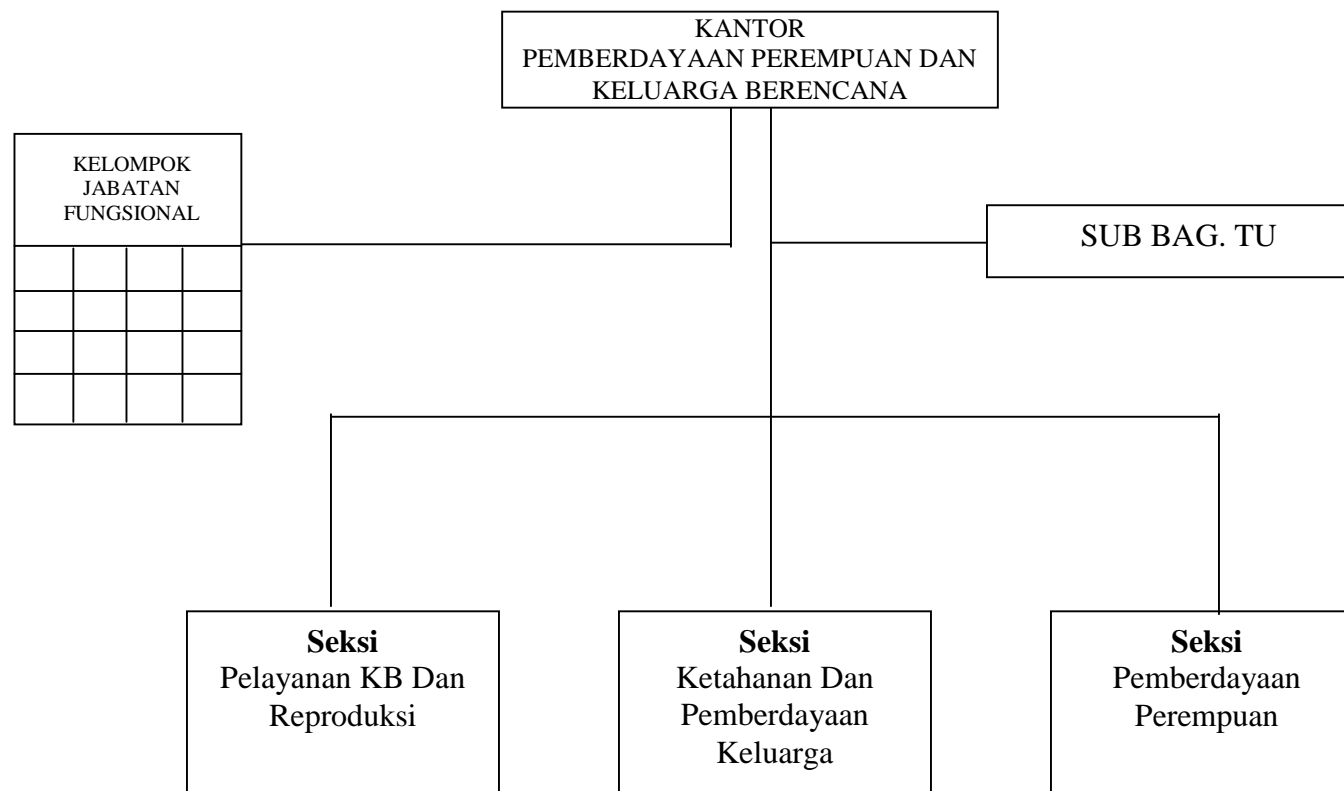 KANTOR
PEMBERDAYAAN PEREMPUAN DAN
KELUARGA BERENCANA
KELOMPOK
JABATAN
FUNGSIONAL
SUB BAG. TU
Seksi
Pelayanan KB Dan
Reproduksi
Seksi
Ketahanan Dan
Pemberdayaan
Keluarga
Seksi
Pemberdayaan
Perempuan